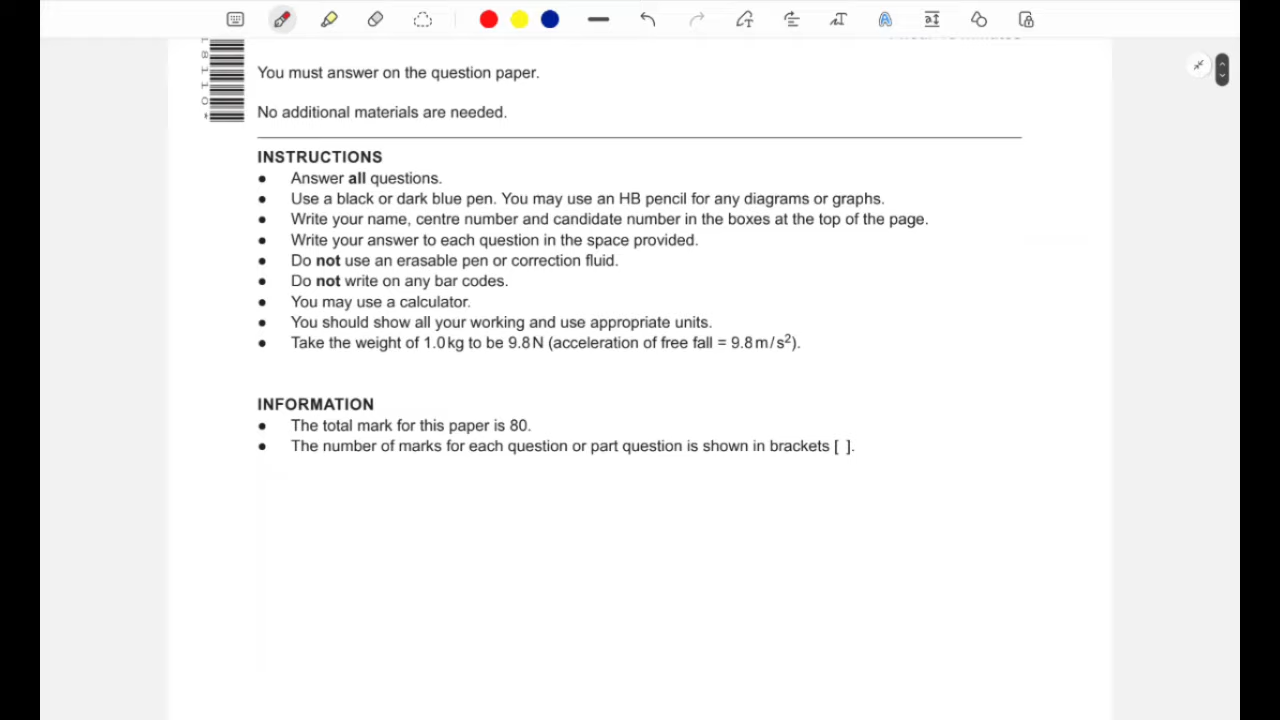 You must answer on the question paper.
No additional materials are needed.
INSTRUCTIONS
● Answer all questions.
● Use a black or dark blue pen. You may use an HB pencil for any diagrams or graphs.
● Write your name, centre number and candidate number in the boxes at the top of the page.
● Write your answer to each question in the space provided.
● Do not use an erasable pen or correction fluid.
● Do not write on any bar codes.
● You may use a calculator.
● You should show all your working and use appropriate units.
● Take the weight of 1.0 kg to be 9.8 N (acceleration of free fall = 9.8 m/s²).
INFORMATION
● The total mark for this paper is 80.
● The number of marks for each question or part question is shown in brackets [ ].